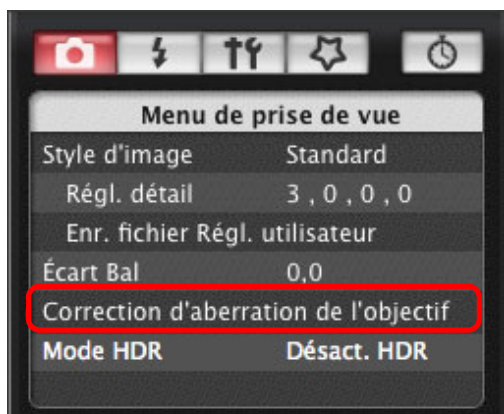 Menu de prise de vue
Style d'image Standard
Régl. détail 3 , 0 , 0 , 0
Enr. fichier Régl. utilisateur
Écart Bal 0,0
Correction d'aberration de l'objectif
Mode HDR Désact. HDR